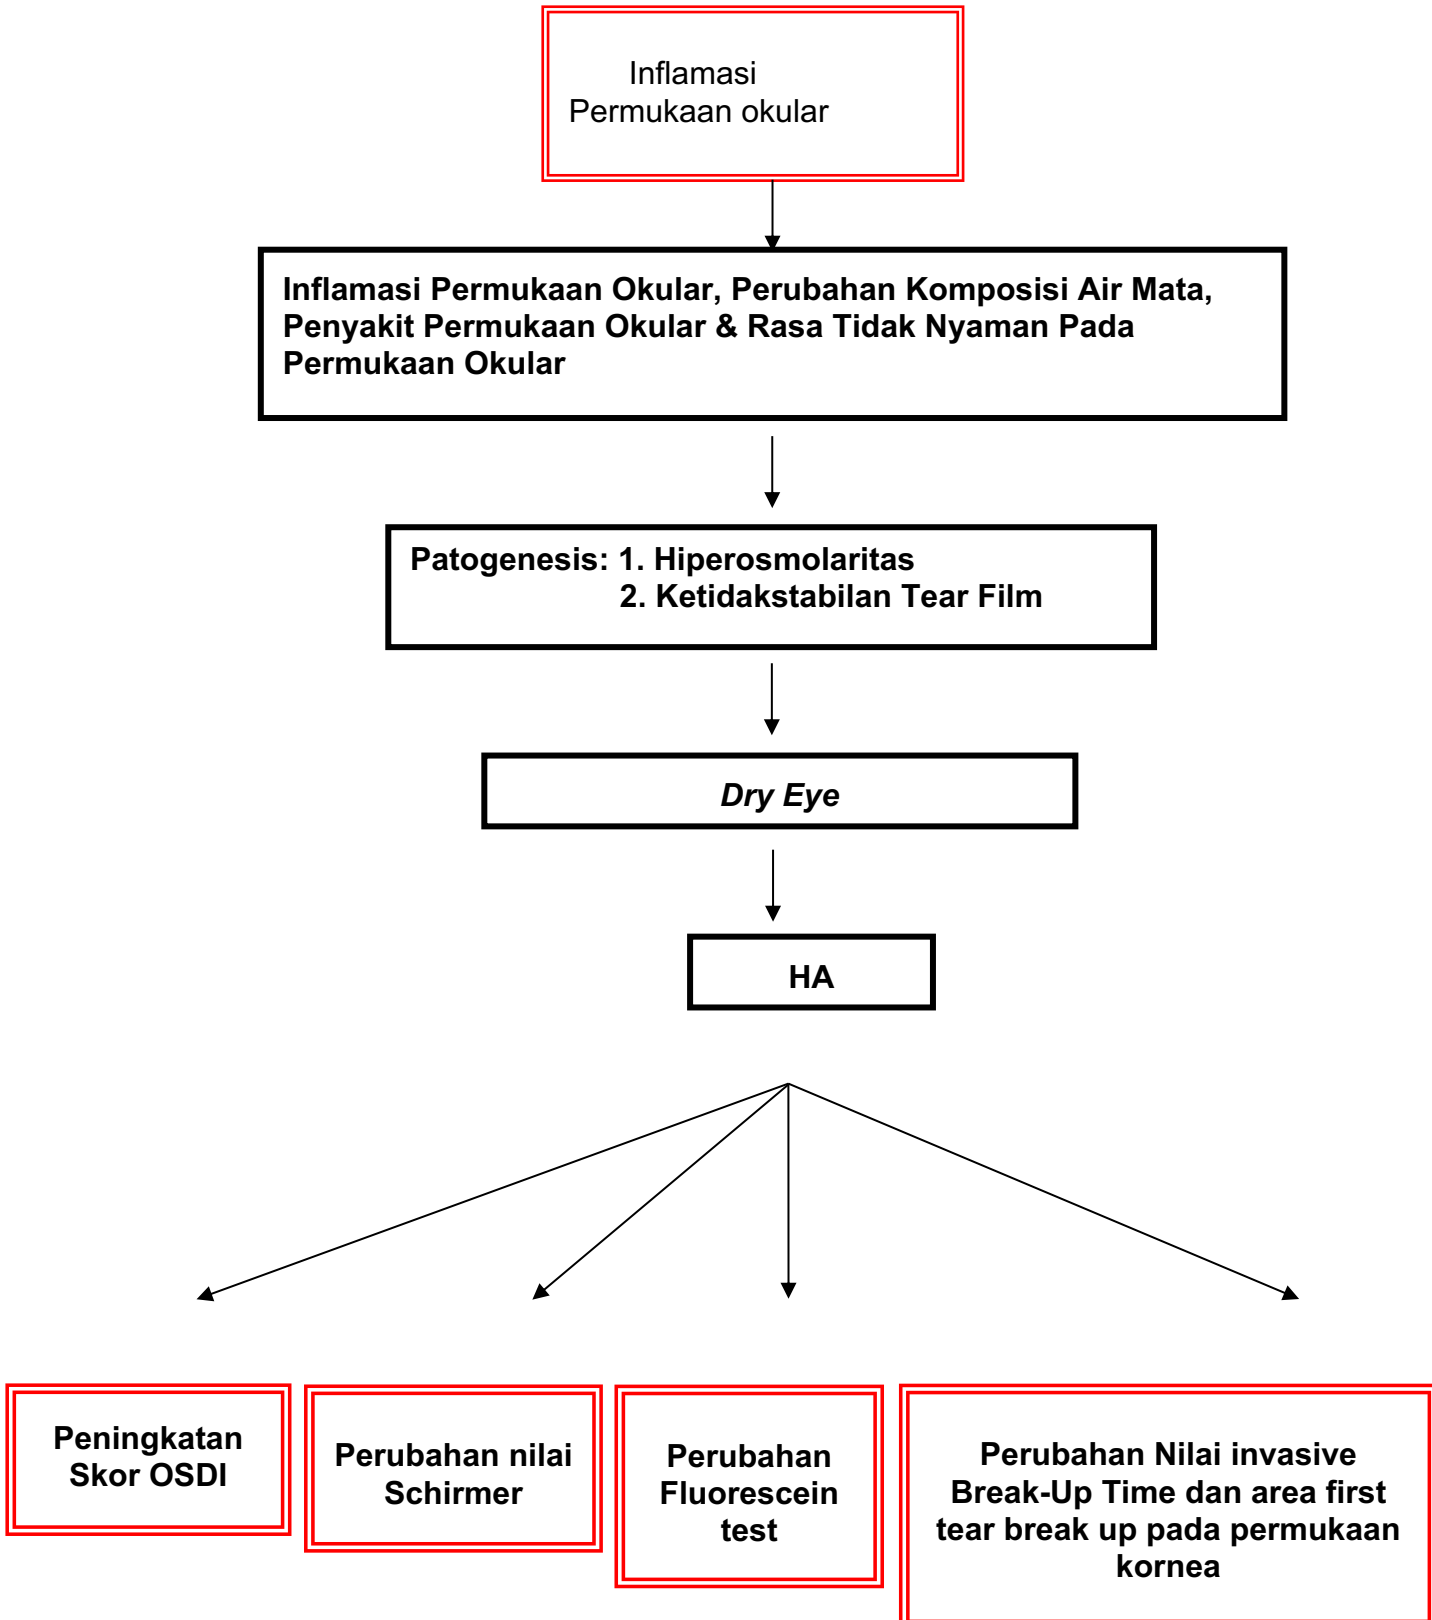 Inflamasi
Permukaan okular
Inflamasi Permukaan Okular, Perubahan Komposisi Air Mata,
Penyakit Permukaan Okular & Rasa Tidak Nyaman Pada
Permukaan Okular
Patogenesis: 1. Hiperosmolaritas
2. Ketidakstabilan Tear Film
Dry Eye
HA
Peningkatan
Skor OSDI
Perubahan nilai
Schirmer
Perubahan
Fluorescein
test
Perubahan Nilai invasive
Break-Up Time dan area first
tear break up pada permukaan
kornea